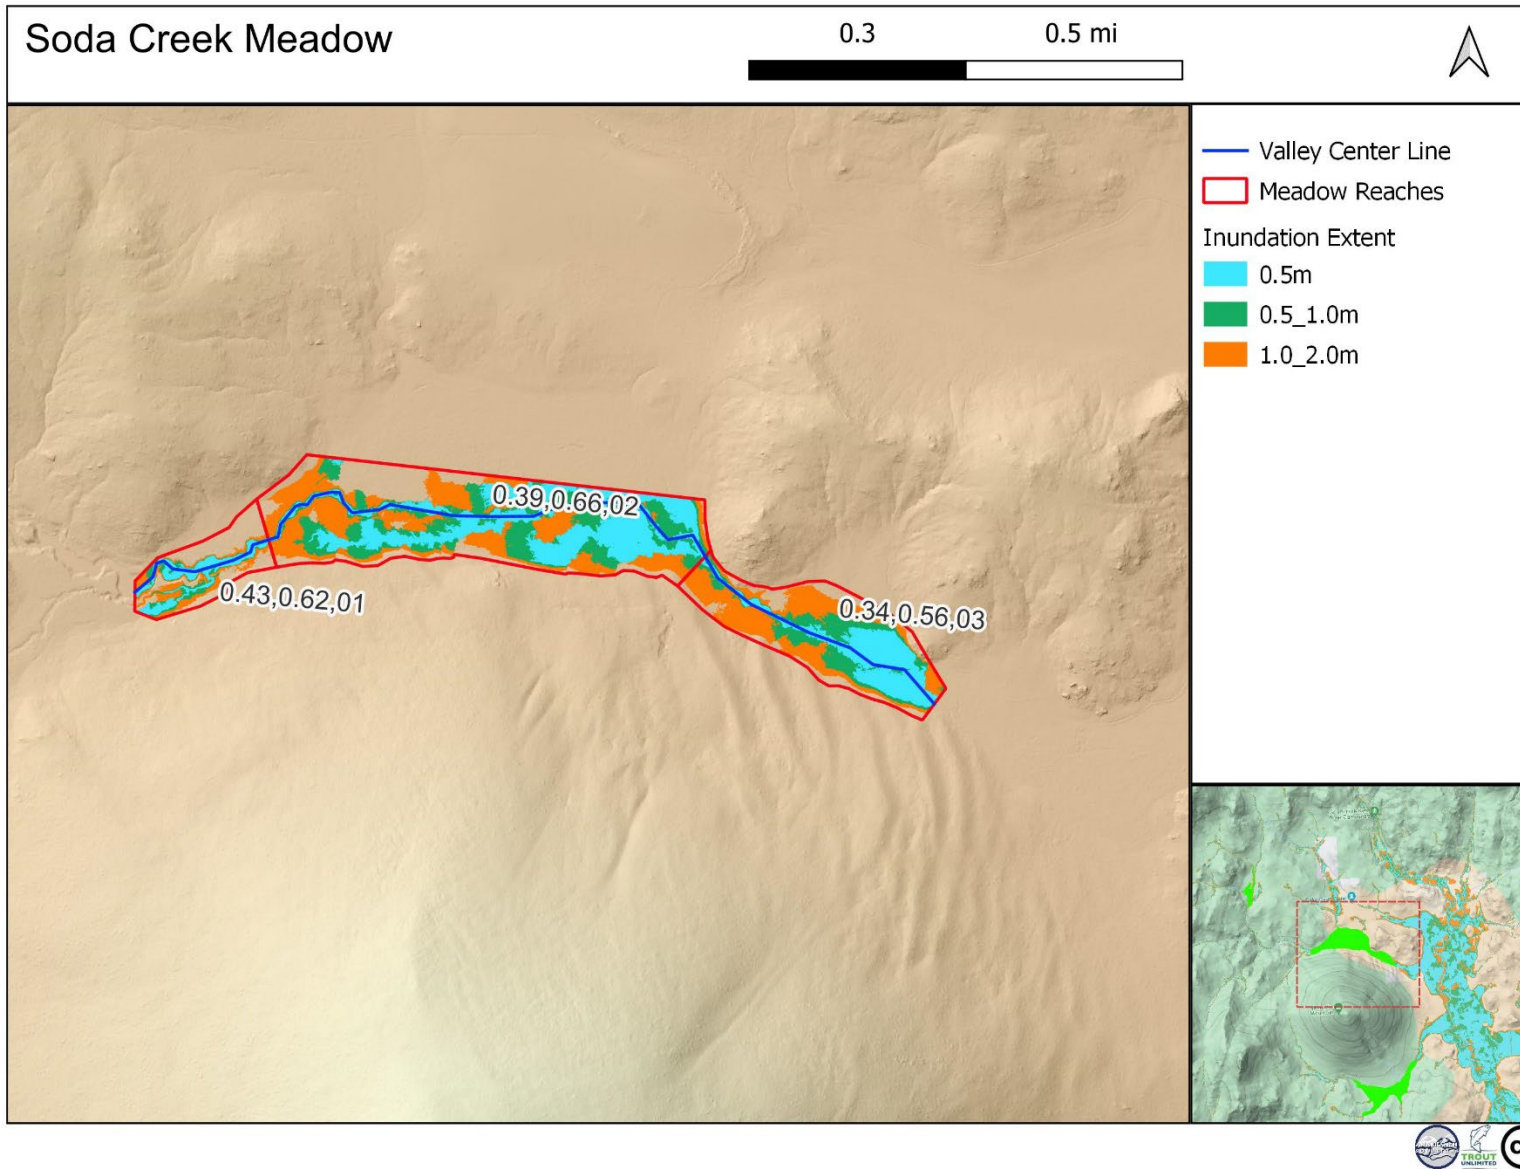 Soda Creek Meadow
0.3
0.5 mi
Valley Center Line
Meadow Reaches
Inundation Extent
0.5m
0.5_1.0m
1.0_2.0m
0.39,0.66,02
0.43,0.62,01
0.34,0.56,03
TROUT
UNLIMITED